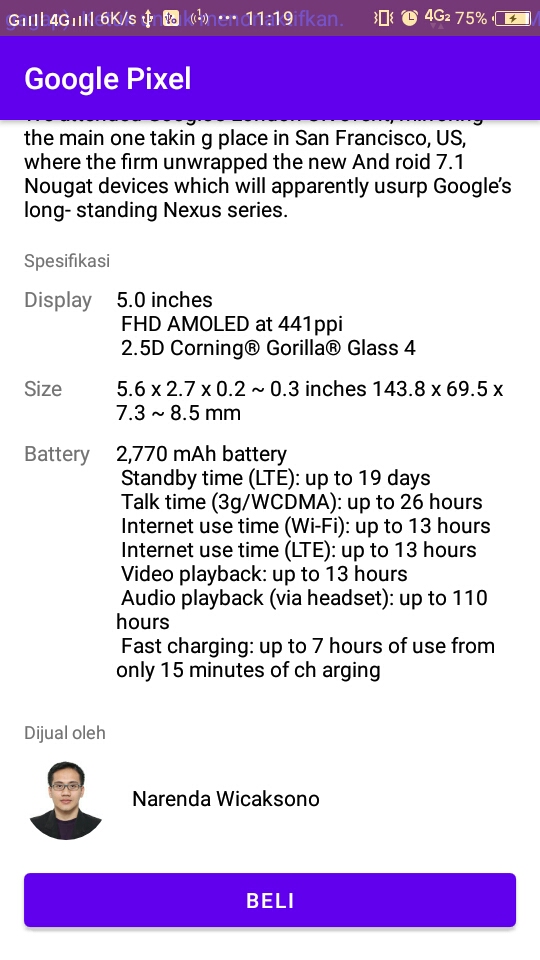 4G 6K/s 11:19 4G2 75%
Google Pixel
the main one takin g place in San Francisco, US,
where the firm unwrapped the new And roid 7.1
Nougat devices which will apparently usurp Google’s
long- standing Nexus series.
Spesifikasi
Display 5.0 inches
FHD AMOLED at 441ppi
2.5D Corning® Gorilla® Glass 4
Size 5.6 x 2.7 x 0.2 ~ 0.3 inches 143.8 x 69.5 x
7.3 ~ 8.5 mm
Battery 2,770 mAh battery
Standby time (LTE): up to 19 days
Talk time (3g/WCDMA): up to 26 hours
Internet use time (Wi-Fi): up to 13 hours
Internet use time (LTE): up to 13 hours
Video playback: up to 13 hours
Audio playback (via headset): up to 110
hours
Fast charging: up to 7 hours of use from
only 15 minutes of ch arging
Dijual oleh
Narenda Wicaksono
BELI